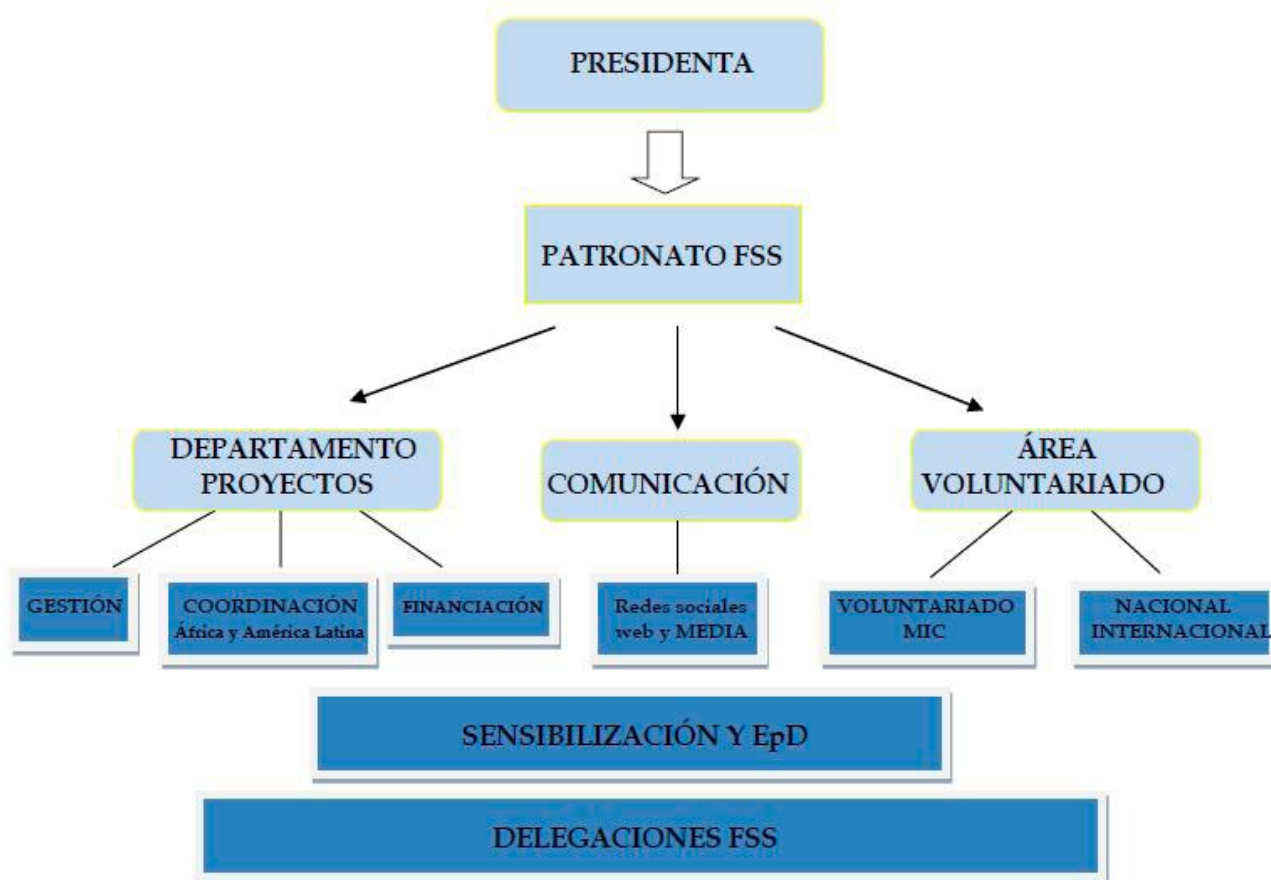 PRESIDENTA
PATRONATO FSS
DEPARTAMENTO
PROYECTOS
COMUNICACIÓN
ÁREA
VOLUNTARIADO
GESTIÓN
COORDINACIÓN
África y América Latina
FINANCIACIÓN
Redes sociales
web y MEDIA
VOLUNTARIADO
MIC
NACIONAL
INTERNACIONAL
SENSIBILIZACIÓN Y EpD
DELEGACIONES FSS